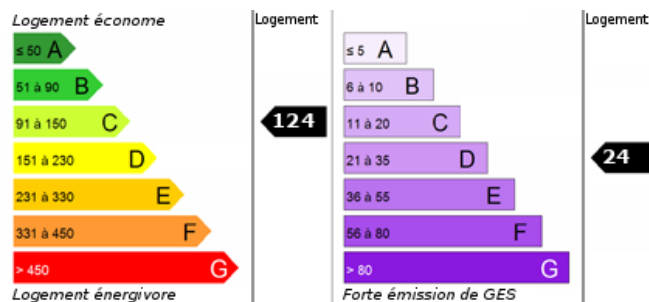 Logement économe
Logement
≤ 50 A
51 à 90 B
91 à 150 C
124
151 à 230 D
231 à 330 E
331 à 450 F
> 450 G
Logement énergivore
Logement
≤ 5 A
6 à 10 B
11 à 20 C
21 à 35 D
24
36 à 55 E
56 à 80 F
> 80 G
Forte émission de GES